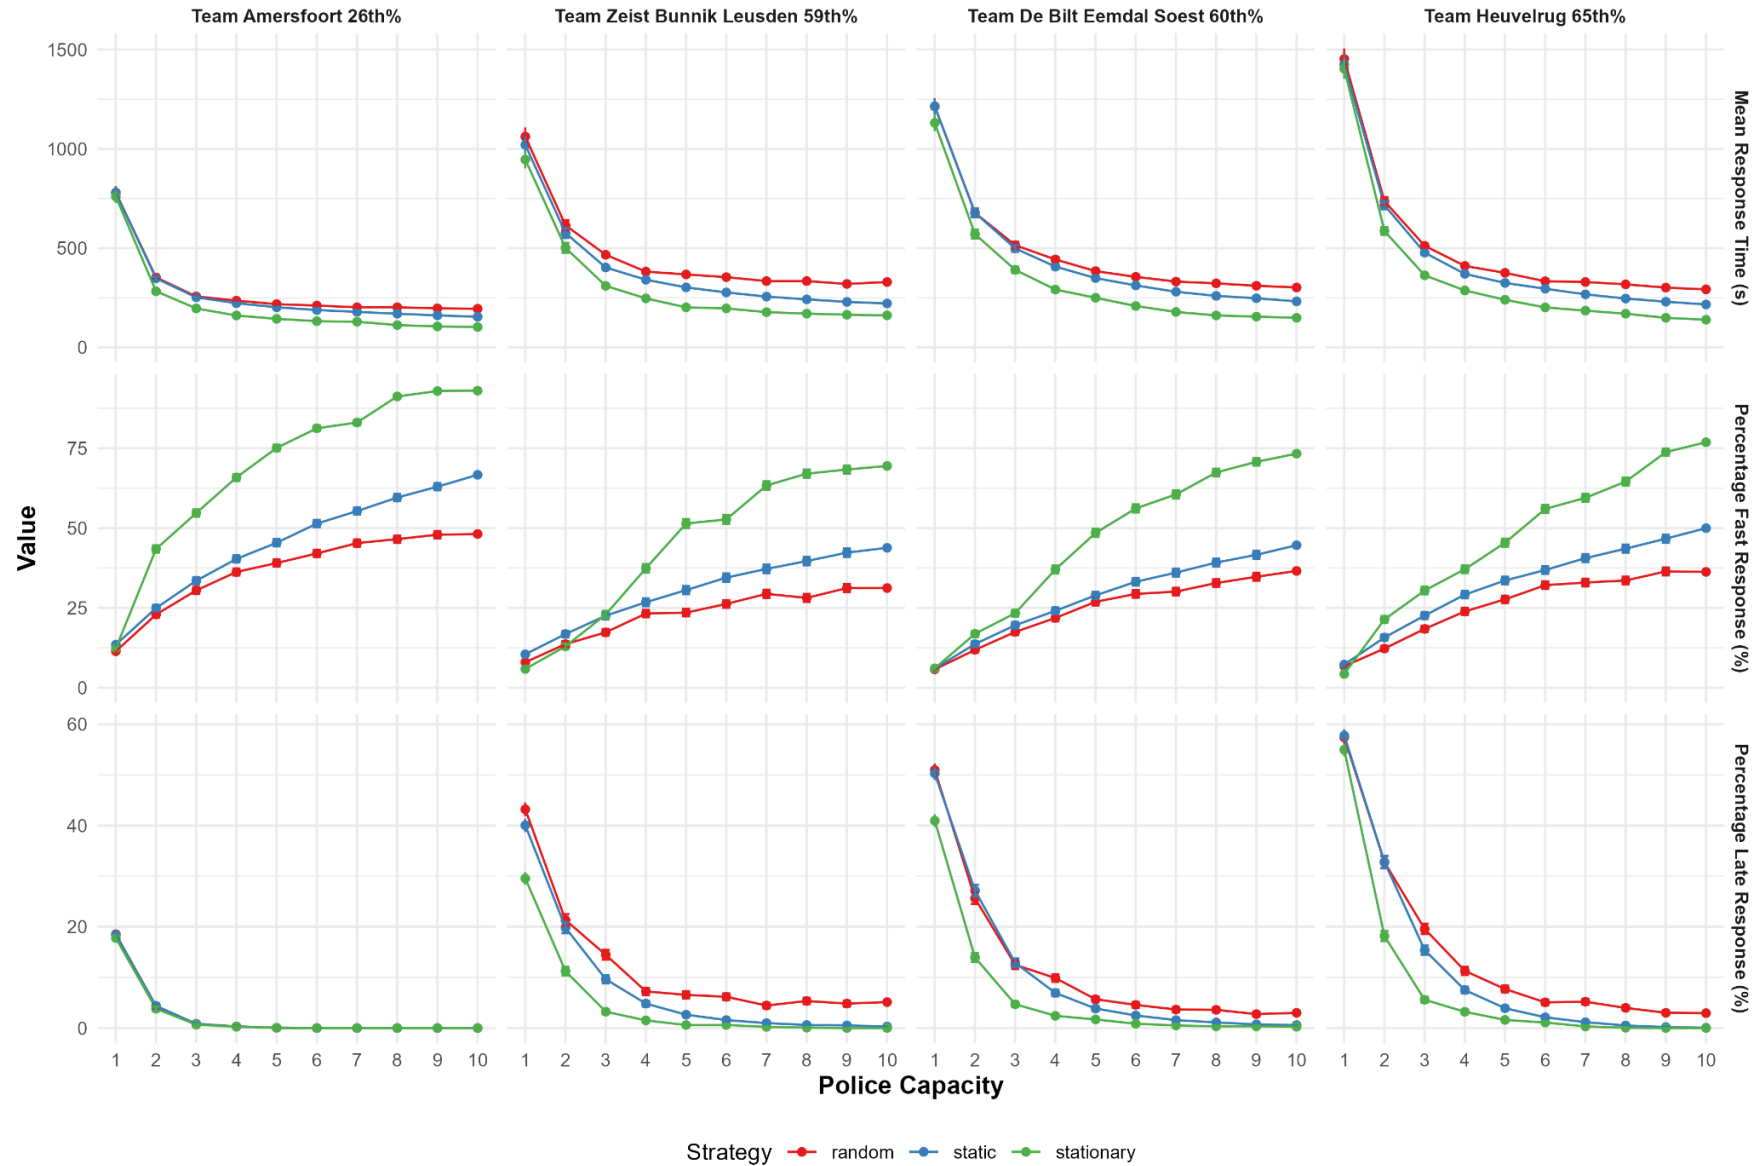 Team Amersfoort 26th%
Team Zeist Bunnik Leusden 59th%
Team De Bilt Eemdal Soest 60th%
Team Heuvelrug 65th%
1500
1000
500
0
Mean Response Time (s)
75
50
25
0
Percentage Fast Response (%)
60
40
20
0
Percentage Late Response (%)
Value
1 2 3 4 5 6 7 8 9 10
1 2 3 4 5 6 7 8 9 10
1 2 3 4 5 6 7 8 9 10
1 2 3 4 5 6 7 8 9 10
Police Capacity
Strategy random static stationary